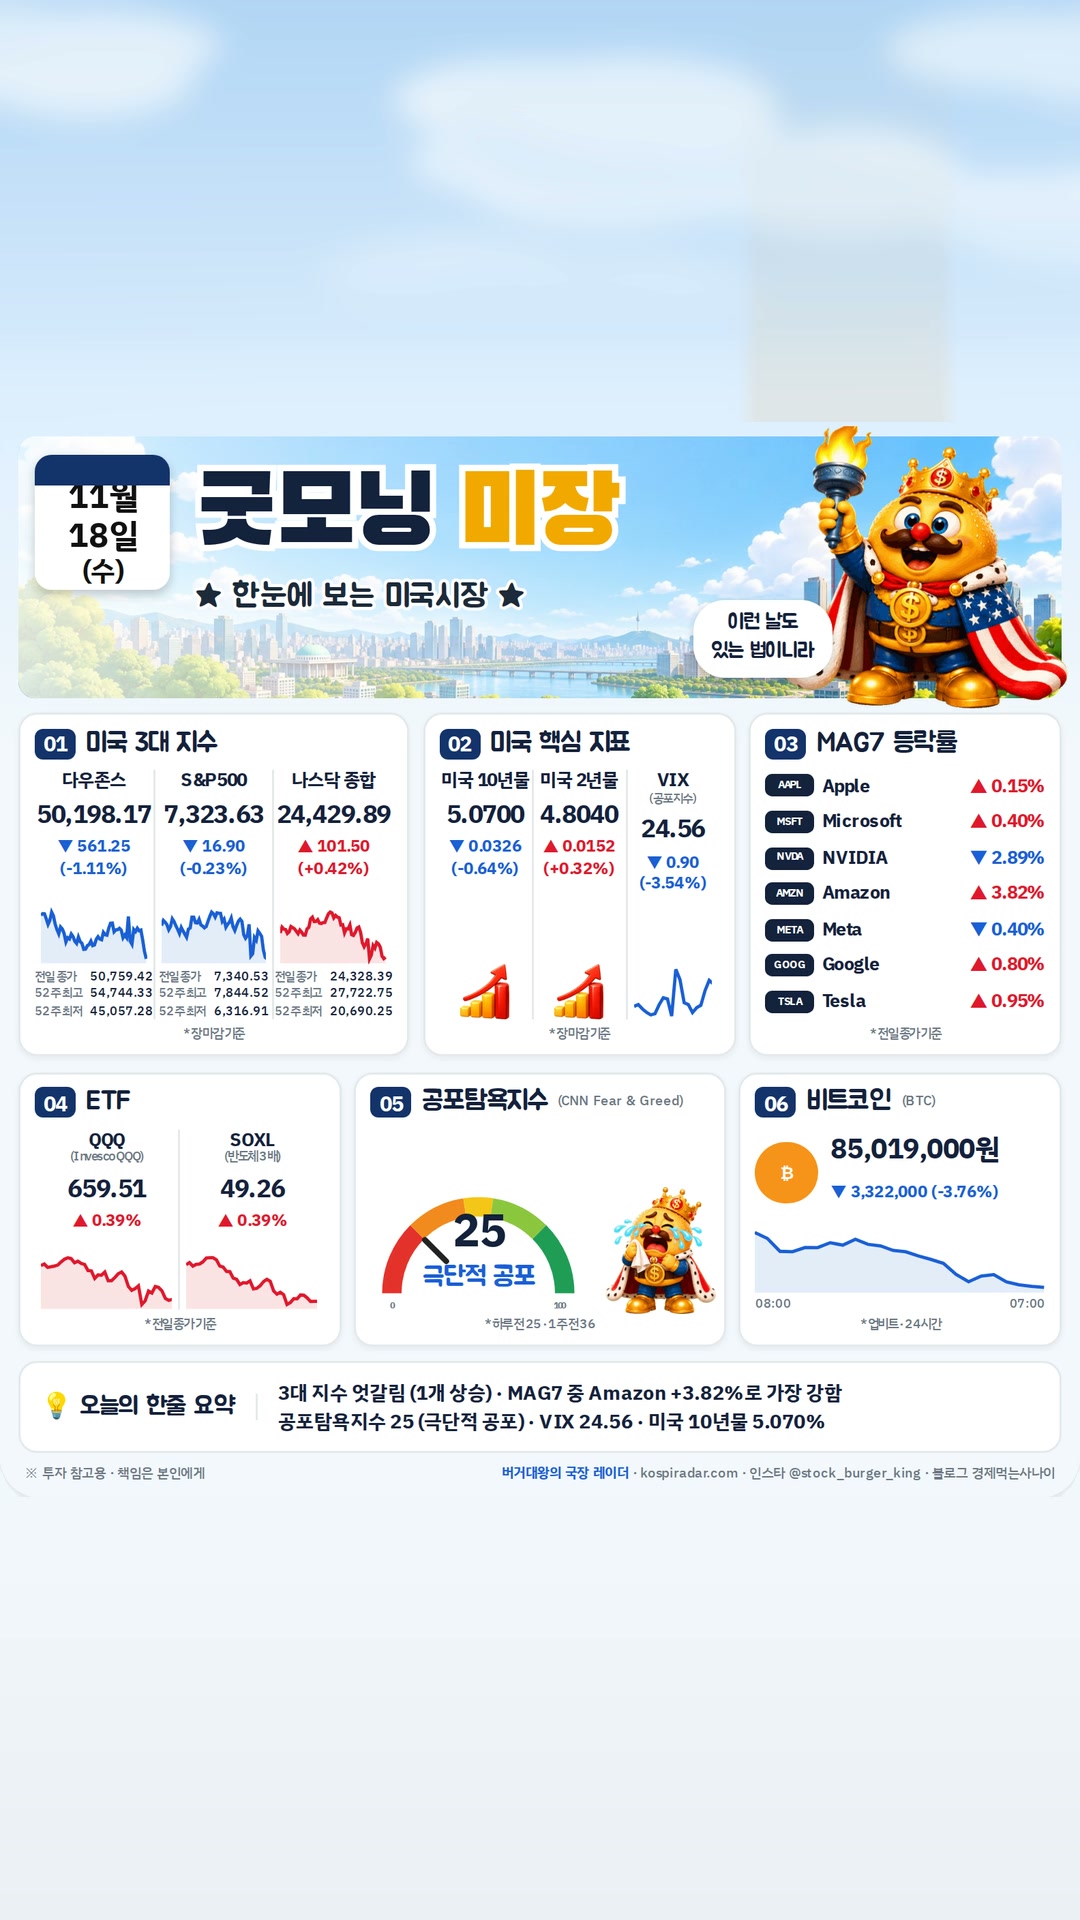 11월
18일
(수)
굿모닝 미장
★ 한눈에 보는 미국시장 ★
이런 날도
있는 법이니라
01 미국 3대 지수
다우존스 S&P500 나스닥 종합
50,198.17 7,323.63 24,429.89
▼ 561.25 ▼ 16.90 ▲ 101.50
(-1.11%) (-0.23%) (+0.42%)
전일종가 50,759.42 전일종가 7,340.53 전일종가 24,328.39
52주최고 54,744.33 52주최고 7,844.52 52주최고 27,722.75
52주최저 45,057.28 52주최저 6,316.91 52주최저 20,690.25
*장마감기준
02 미국 핵심 지표
미국 10년물 미국 2년물 VIX
(공포지수)
5.0700 4.8040 24.56
▼ 0.0326 ▲ 0.0152 ▼ 0.90
(-0.64%) (+0.32%) (-3.54%)
*장마감기준
03 MAG7 등락률
AAPL Apple ▲ 0.15%
MSFT Microsoft ▲ 0.40%
NVDA NVIDIA ▼ 2.89%
AMZN Amazon ▲ 3.82%
META Meta ▼ 0.40%
GOOG Google ▲ 0.80%
TSLA Tesla ▲ 0.95%
*전일종가기준
04 ETF
QQQ SOXL
(InvescoQQQ) (반도체3배)
659.51 49.26
▲ 0.39% ▲ 0.39%
*전일종가기준
05 공포탐욕지수 (CNN Fear & Greed)
25
극단적 공포
0 100
*하루전25·1주전36
06 비트코인 (BTC)
85,019,000원
▼ 3,322,000 (-3.76%)
08:00 07:00
*업비트·24시간
오늘의 한줄 요약
3대 지수 엇갈림 (1개 상승) · MAG7 중 Amazon +3.82%로 가장 강함
공포탐욕지수 25 (극단적 공포) · VIX 24.56 · 미국 10년물 5.070%
※ 투자 참고용 · 책임은 본인에게
버거대왕의 국장 레이더 · kospiradar.com · 인스타 @stock_burger_king · 블로그 경제먹는사나이